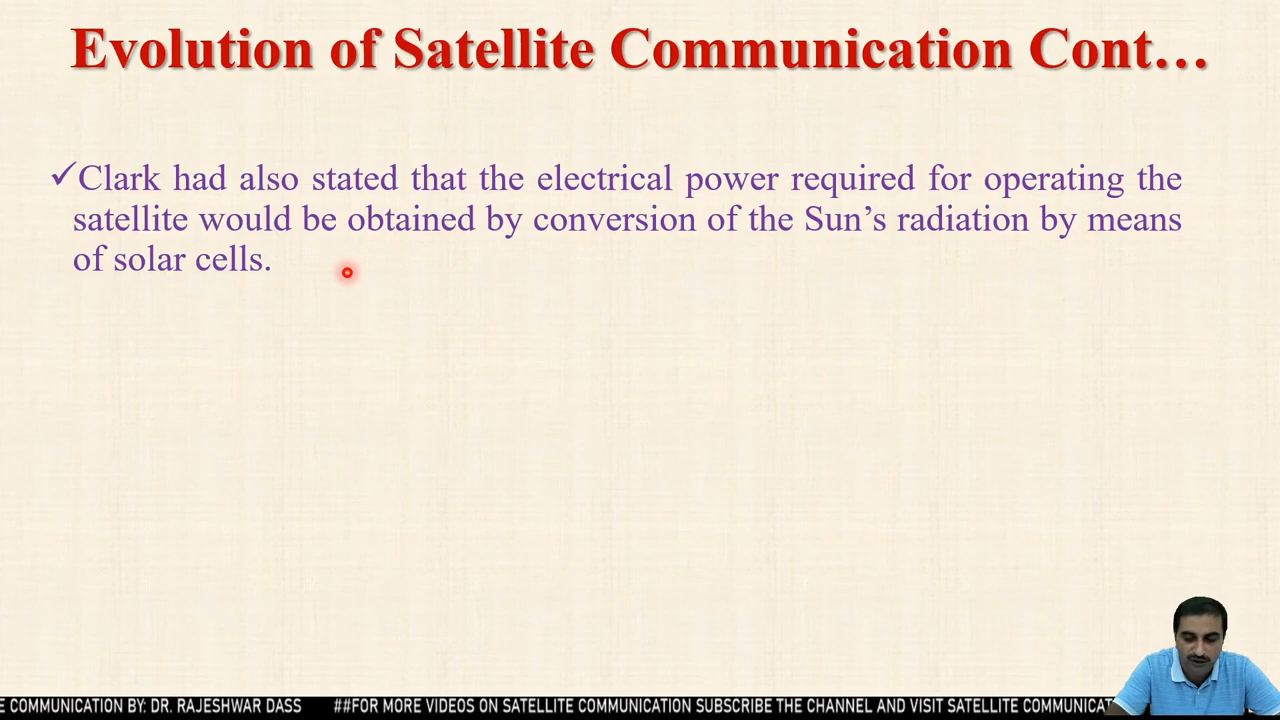 Evolution of Satellite Communication Cont…
✓Clark had also stated that the electrical power required for operating the
satellite would be obtained by conversion of the Sun’s radiation by means
of solar cells.
E COMMUNICATION BY: DR. RAJESHWAR DASS ##FOR MORE VIDEOS ON SATELLITE COMMUNICATION SUBSCRIBE THE CHANNEL AND VISIT SATELLITE COMMUNICAT